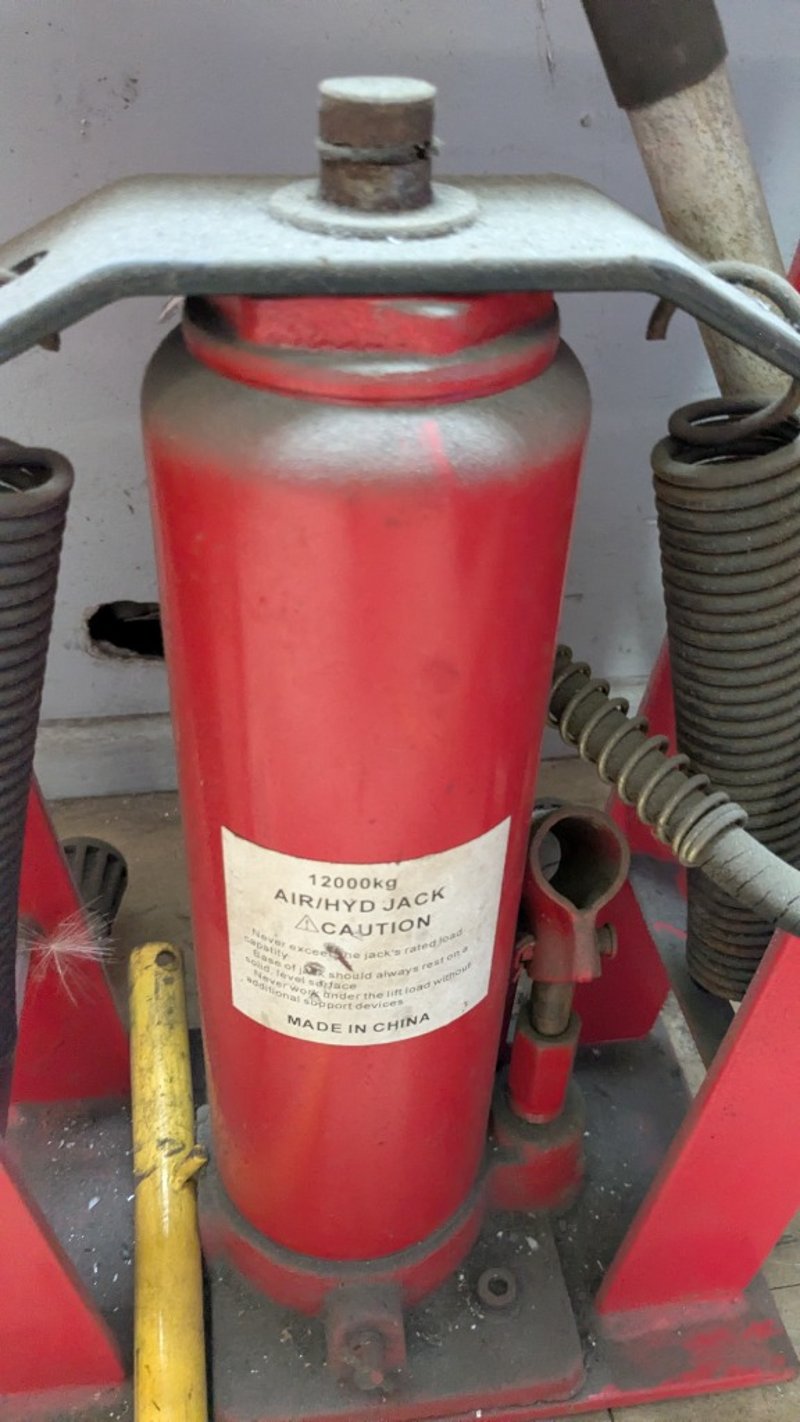 12000kg
AIR/HYD JACK
⚠CAUTION
Never exceed the jack's rated load
capatity
Base of jack should always rest on a
solid, level surface
Never work under the lift load without
additional support devices
MADE IN CHINA